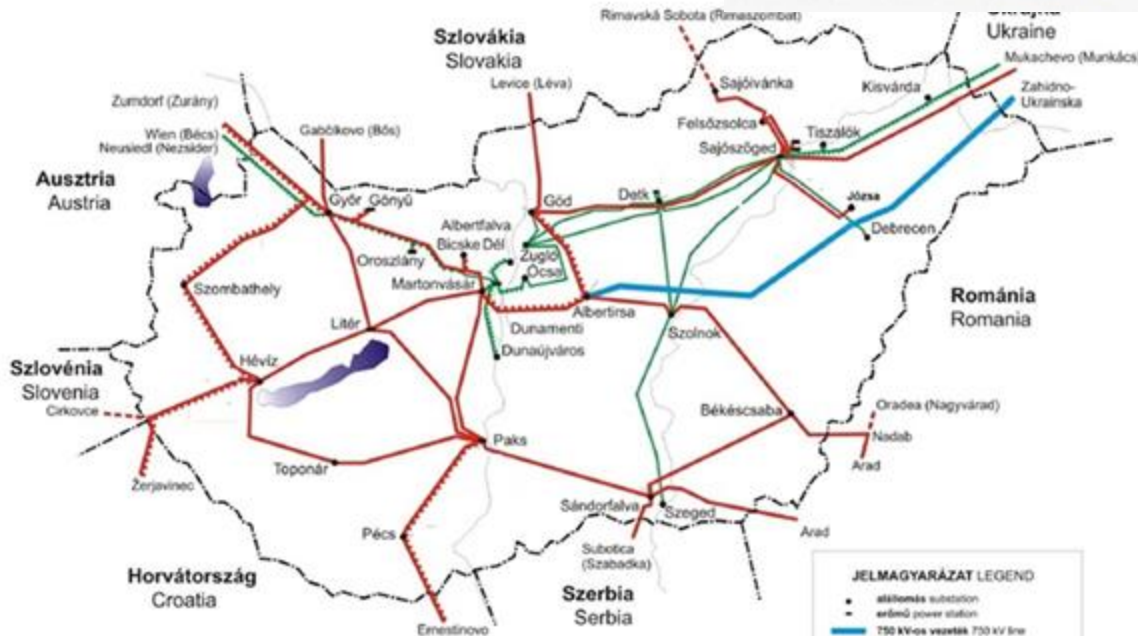 Ukraine
Rimavská Sobota (Rimaszombat)
Szlovákia
Slovakia
Mukachevo (Munkács)
Levice (Léva)
Sajóivánka
Kisvárda
Zahidno-
Ukrainska
Zurndorf (Zurány)
Wien (Bécs)
Gabčíkovo (Bős)
Felsőzsolca
Tiszalök
Neusiedl (Nezsider)
Sajószöged
Ausztria
Austria
Győr
Gönyű
Göd
Detk
Józsa
Albertfalva
Bicske Dél
Zugló
Debrecen
Oroszlány
Ócsa
Szombathely
Martonvásár
Albertirsa
Románia
Romania
Litér
Dunamenti
Szolnok
Dunaújváros
Hévíz
Szlovénia
Slovenia
Cirkovce
Békéscsaba
Oradea (Nagyvárad)
Paks
Nadab
Toponár
Arad
Žerjavinec
Sándorfalva
Szeged
Pécs
Arad
Subotica
(Szabadka)
Horvátország
Croatia
Szerbia
Serbia
Ernestinovo
JELMAGYARÁZAT LEGEND
alállomás substation
erőmű power station
750 kV-os vezeték 750 kV line